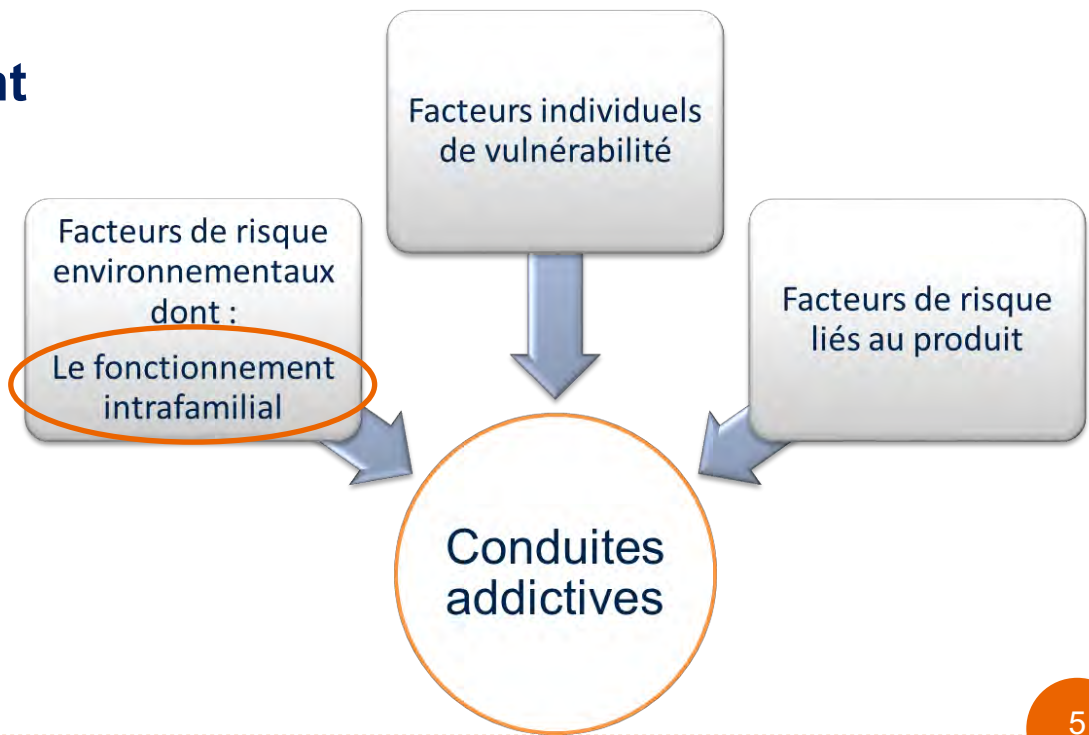 nt
Facteurs individuels
de vulnérabilité
Facteurs de risque
environnementaux
dont :
Le fonctionnement
intrafamilial
Facteurs de risque
liés au produit
Conduites
addictives
5